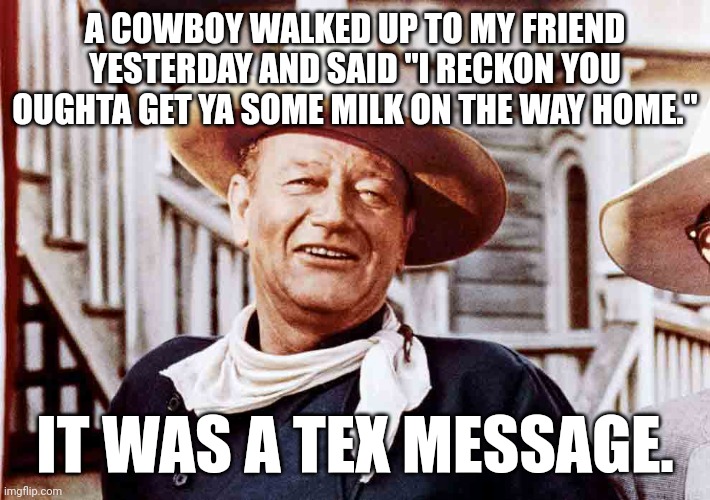 A COWBOY WALKED UP TO MY FRIEND
YESTERDAY AND SAID "I RECKON YOU
OUGHTA GET YA SOME MILK ON THE WAY HOME."
IT WAS A TEX MESSAGE.
imgflip.com